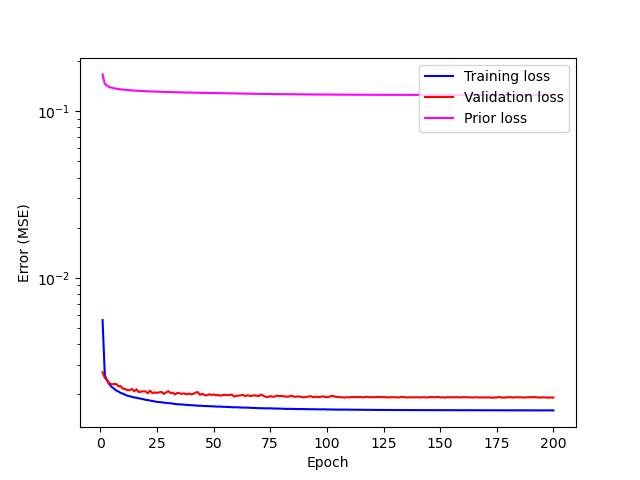 Training loss
Validation loss
Prior loss
10⁻¹
10⁻²
Error (MSE)
0 25 50 75 100 125 150 175 200
Epoch